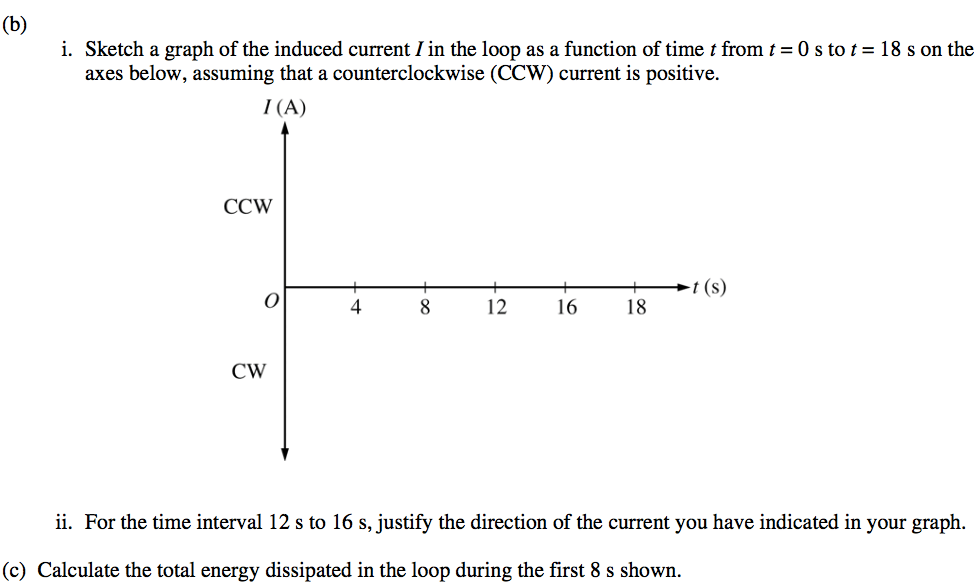 (b)
i. Sketch a graph of the induced current I in the loop as a function of time t from t = 0 s to t = 18 s on the
axes below, assuming that a counterclockwise (CCW) current is positive.
I (A)
CCW
t (s)
O
4 8 12 16 18
CW
ii. For the time interval 12 s to 16 s, justify the direction of the current you have indicated in your graph.
(c) Calculate the total energy dissipated in the loop during the first 8 s shown.